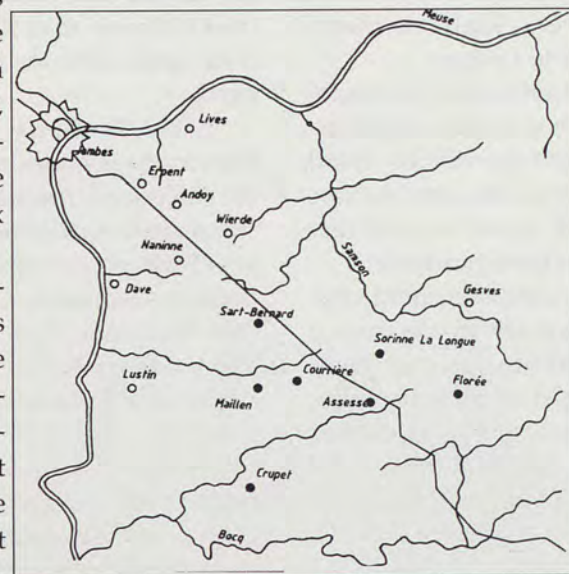 Meuse
Lives
Jambes
Erpent
Andoy
Wierde
Naninne
Samson
Dave
Gesves
Sart-Bernard
Sorinne La Longue
Courrière
Lustin
Maillen
Assesse
Florée
Crupet
Bocq